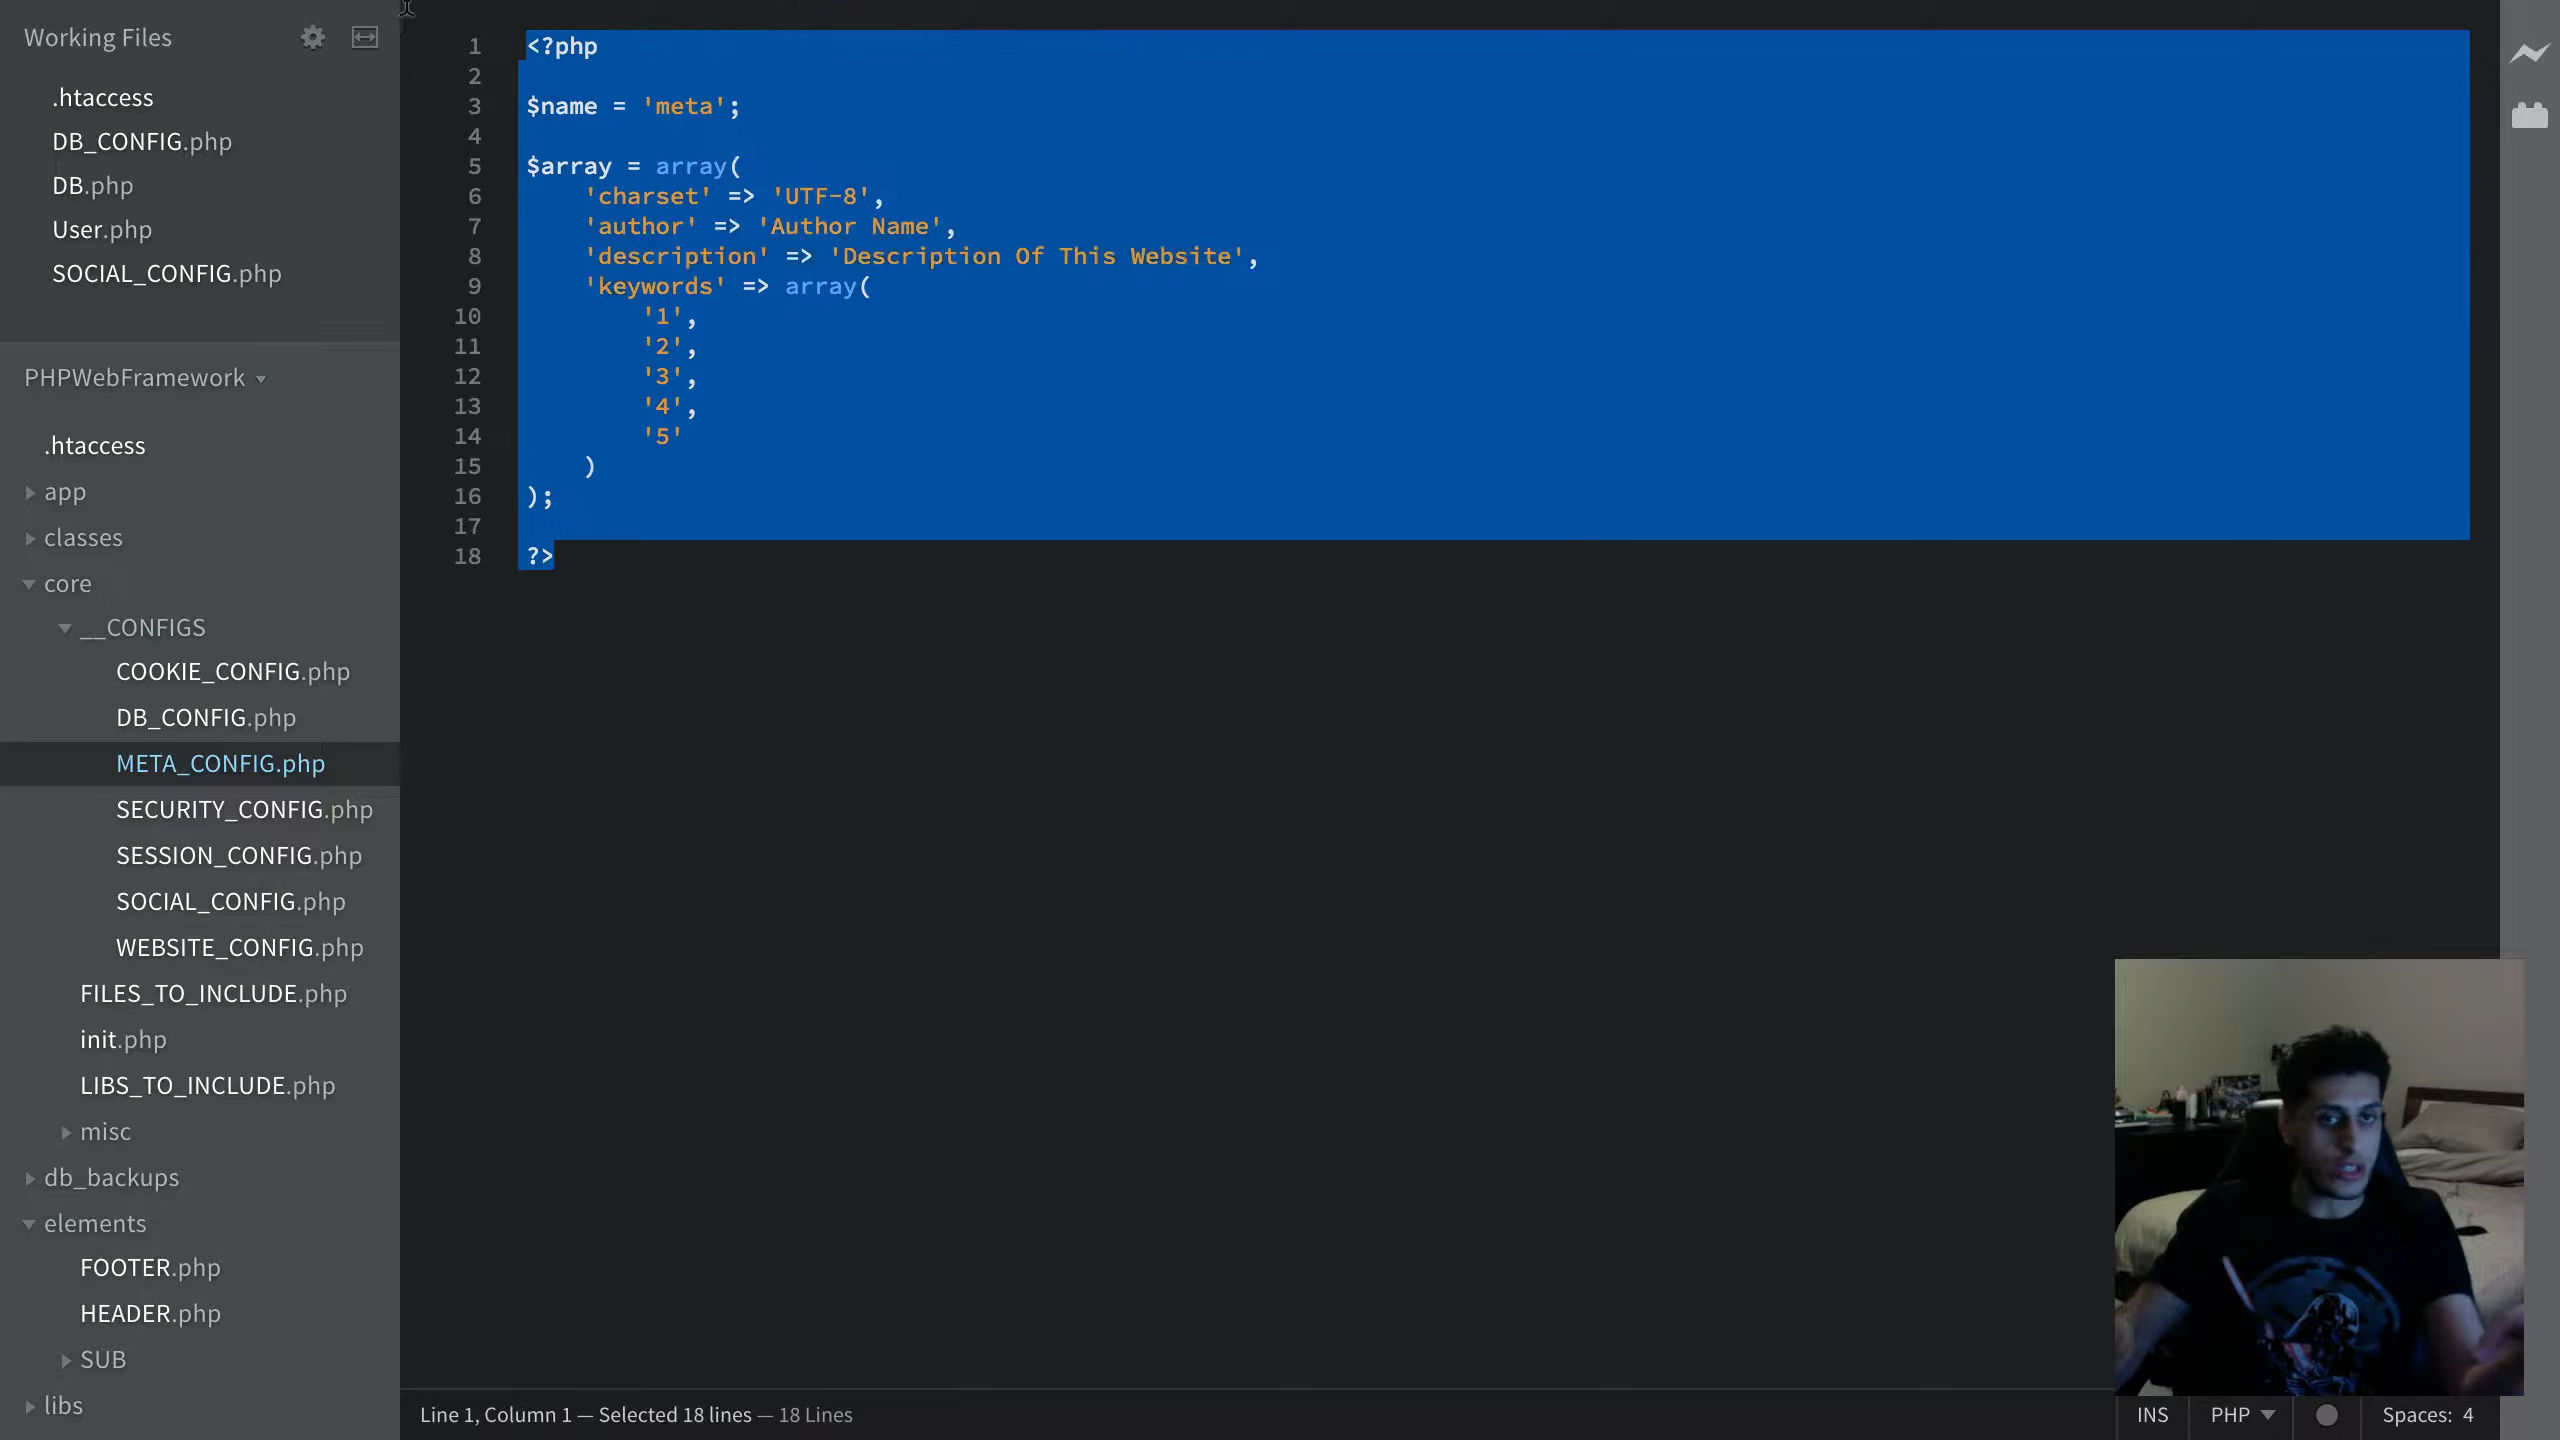 Working Files
.htaccess
DB_CONFIG.php
DB.php
User.php
SOCIAL_CONFIG.php
PHPWebFramework
.htaccess
app
classes
core
__CONFIGS
COOKIE_CONFIG.php
DB_CONFIG.php
META_CONFIG.php
SECURITY_CONFIG.php
SESSION_CONFIG.php
SOCIAL_CONFIG.php
WEBSITE_CONFIG.php
FILES_TO_INCLUDE.php
init.php
LIBS_TO_INCLUDE.php
misc
db_backups
elements
FOOTER.php
HEADER.php
SUB
libs
1 <?php
2
3 $name = 'meta';
4
5 $array = array(
6     'charset' => 'UTF-8',
7     'author' => 'Author Name',
8     'description' => 'Description Of This Website',
9     'keywords' => array(
10         '1',
11         '2',
12         '3',
13         '4',
14         '5'
15     )
16 );
17
18 ?>
Line 1, Column 1 — Selected 18 lines — 18 Lines
INS PHP Spaces: 4